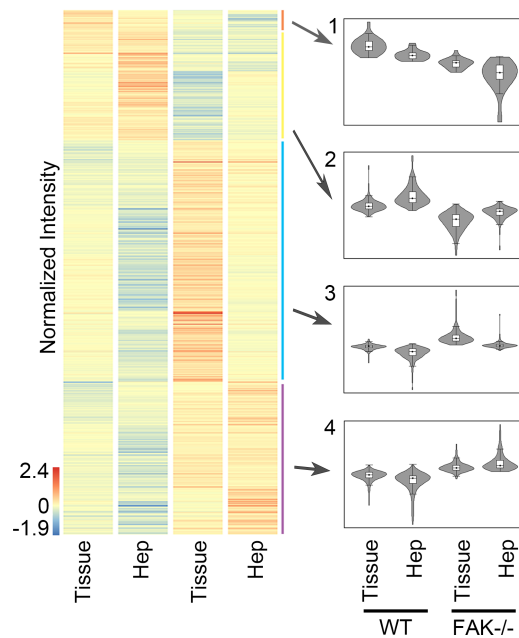 1
2
3
4
Normalized Intensity
2.4
0
-1.9
Tissue
Hep
Tissue
Hep
Tissue
Hep
Tissue
Hep
WT
FAK-/-